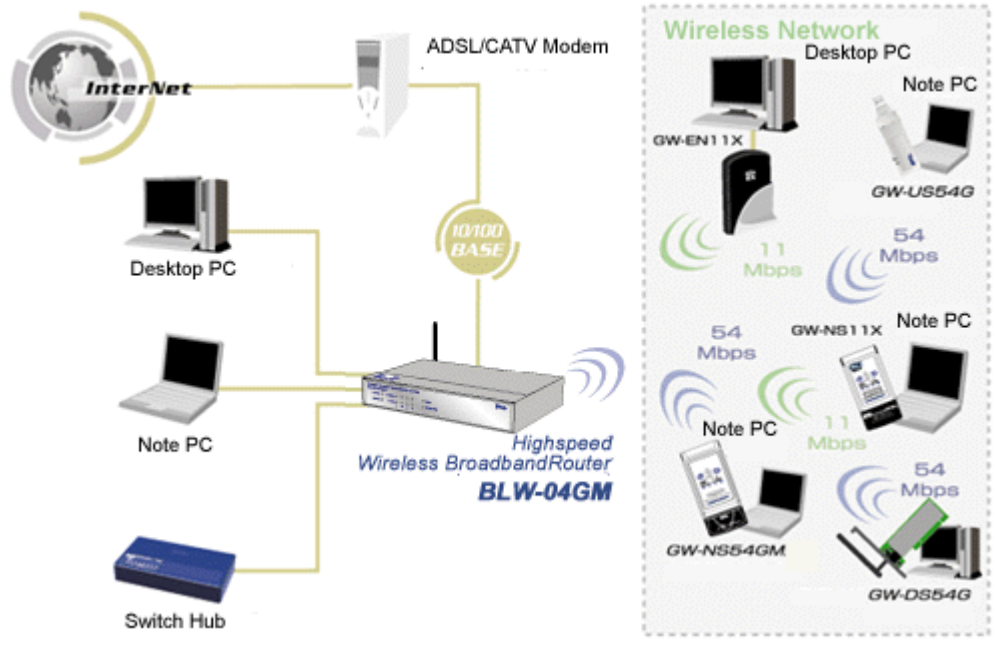 InterNet
ADSL/CATV Modem
10/100
BASE
Desktop PC
Note PC
Switch Hub
Highspeed
Wireless BroadbandRouter
BLW-04GM
Wireless Network
Desktop PC
Note PC
GW-EN11X
GW-US54G
11
Mbps
54
Mbps
54
Mbps
GW-NS11X
Note PC
11
Mbps
Note PC
GW-NS54GM
54
Mbps
GW-DS54G